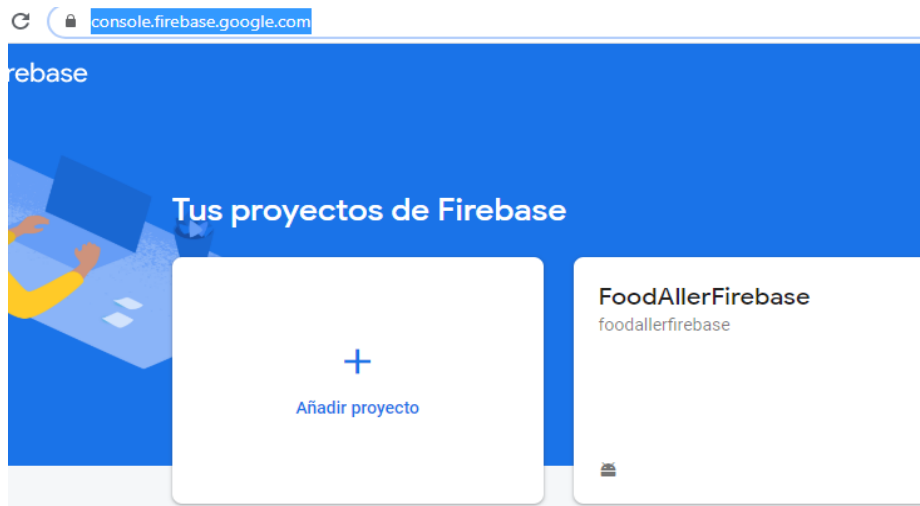 console.firebase.google.com
rebase
Tus proyectos de Firebase
FoodAllerFirebase
foodallerfirebase
Añadir proyecto